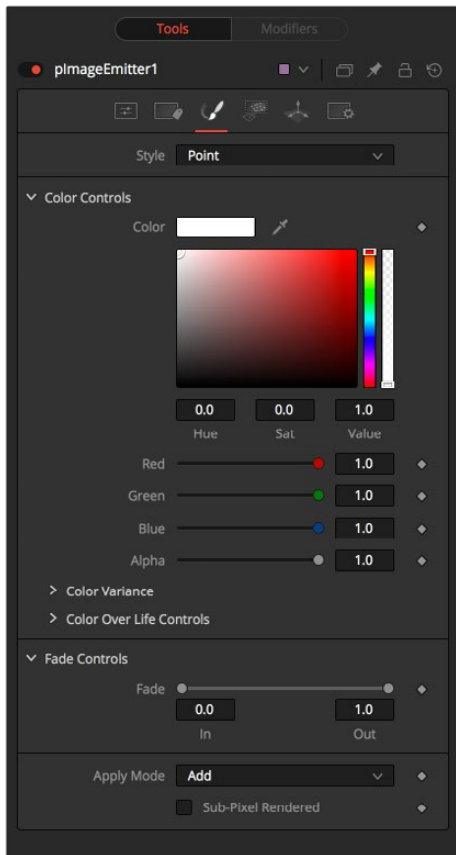 Tools Modifiers
pImageEmitter1
Style Point
Color Controls
Color
0.0 0.0 1.0
Hue Sat Value
Red 1.0
Green 1.0
Blue 1.0
Alpha 1.0
Color Variance
Color Over Life Controls
Fade Controls
Fade
0.0 1.0
In Out
Apply Mode Add
Sub-Pixel Rendered